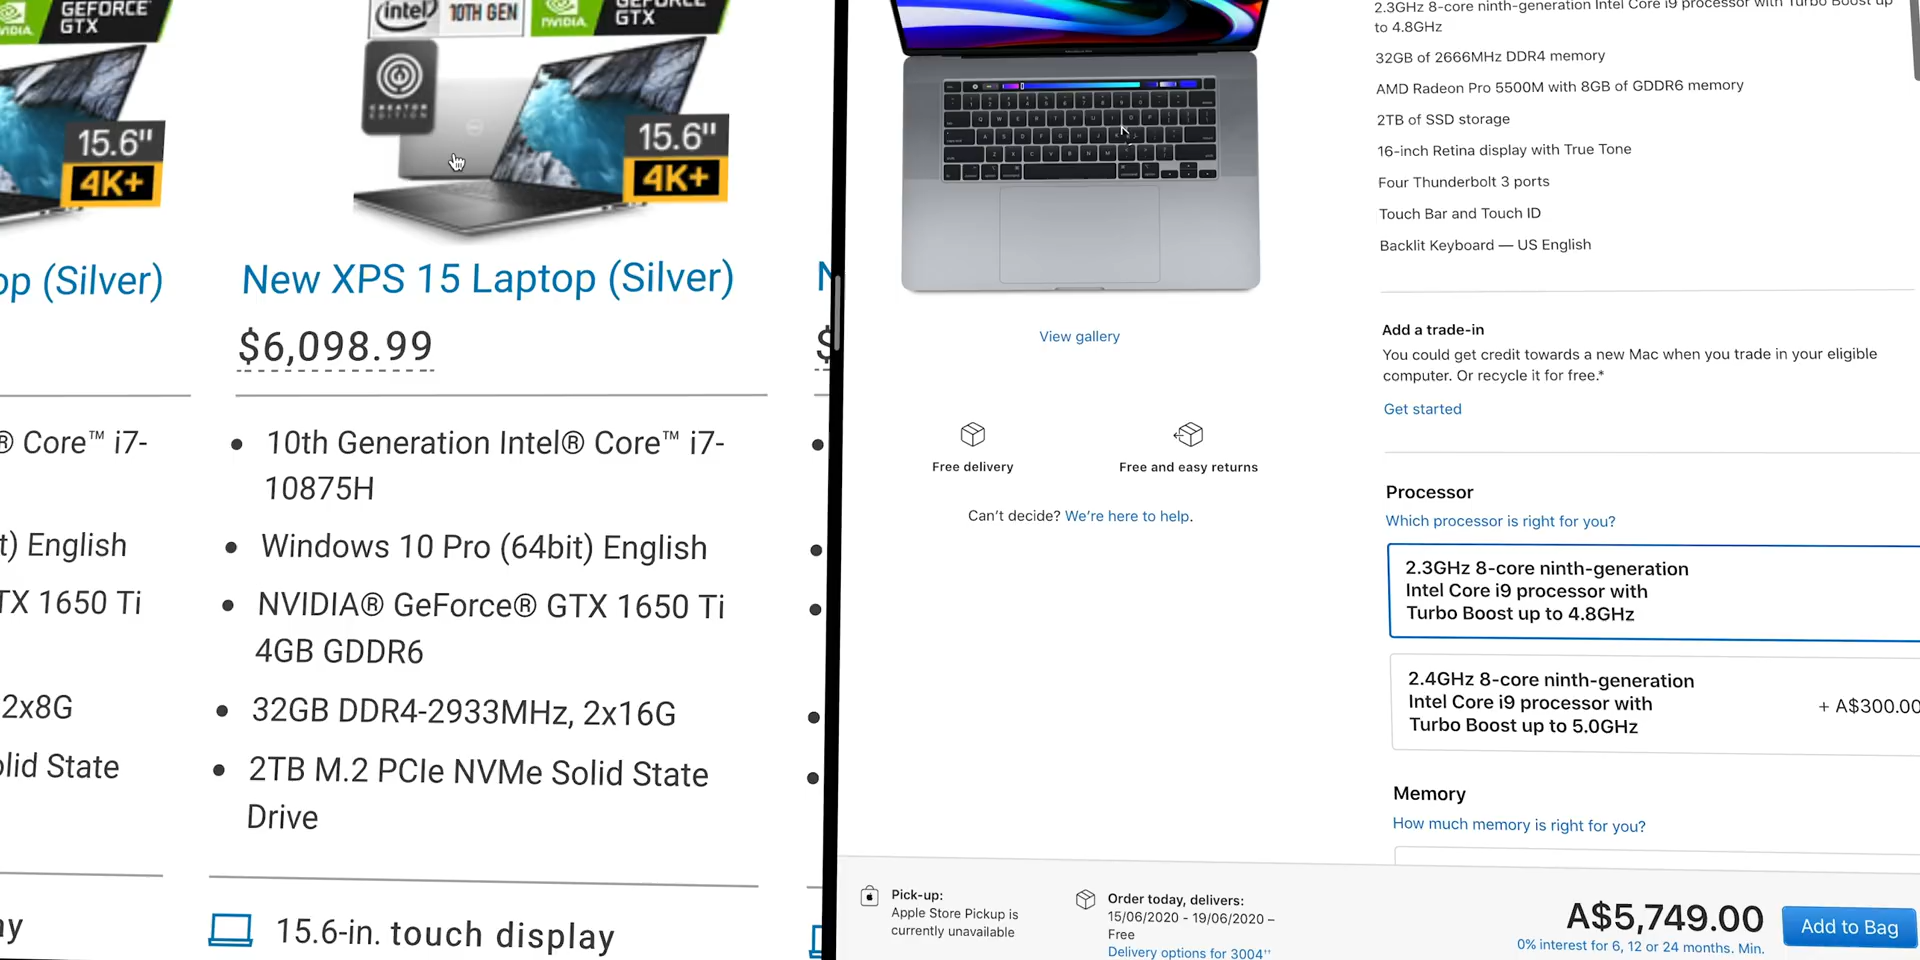 GEFORCE
GTX
intel
10TH GEN
NVIDIA
GEFORCE
GTX
CREATOR
EDITION
15.6"
4K+
15.6"
4K+
op (Silver)
New XPS 15 Laptop (Silver)
$6,098.99
$
® Core™ i7-
10th Generation Intel® Core™ i7-
10875H
t) English
Windows 10 Pro (64bit) English
TX 1650 Ti
NVIDIA® GeForce® GTX 1650 Ti
4GB GDDR6
2x8G
32GB DDR4-2933MHz, 2x16G
olid State
2TB M.2 PCIe NVMe Solid State
Drive
ay
15.6-in. touch display
View gallery
Free delivery
Free and easy returns
Can't decide? We're here to help.
2.3GHz 8-core ninth-generation Intel Core i9 processor with Turbo Boost up
to 4.8GHz
32GB of 2666MHz DDR4 memory
AMD Radeon Pro 5500M with 8GB of GDDR6 memory
2TB of SSD storage
16-inch Retina display with True Tone
Four Thunderbolt 3 ports
Touch Bar and Touch ID
Backlit Keyboard — US English
Add a trade-in
You could get credit towards a new Mac when you trade in your eligible
computer. Or recycle it for free.*
Get started
Processor
Which processor is right for you?
2.3GHz 8-core ninth-generation
Intel Core i9 processor with
Turbo Boost up to 4.8GHz
2.4GHz 8-core ninth-generation
Intel Core i9 processor with
Turbo Boost up to 5.0GHz
+ A$300.00
Memory
How much memory is right for you?
Pick-up:
Apple Store Pickup is
currently unavailable
Order today, delivers:
15/06/2020 - 19/06/2020 –
Free
Delivery options for 3004††
A$5,749.00
0% interest for 6, 12 or 24 months. Min.
Add to Bag